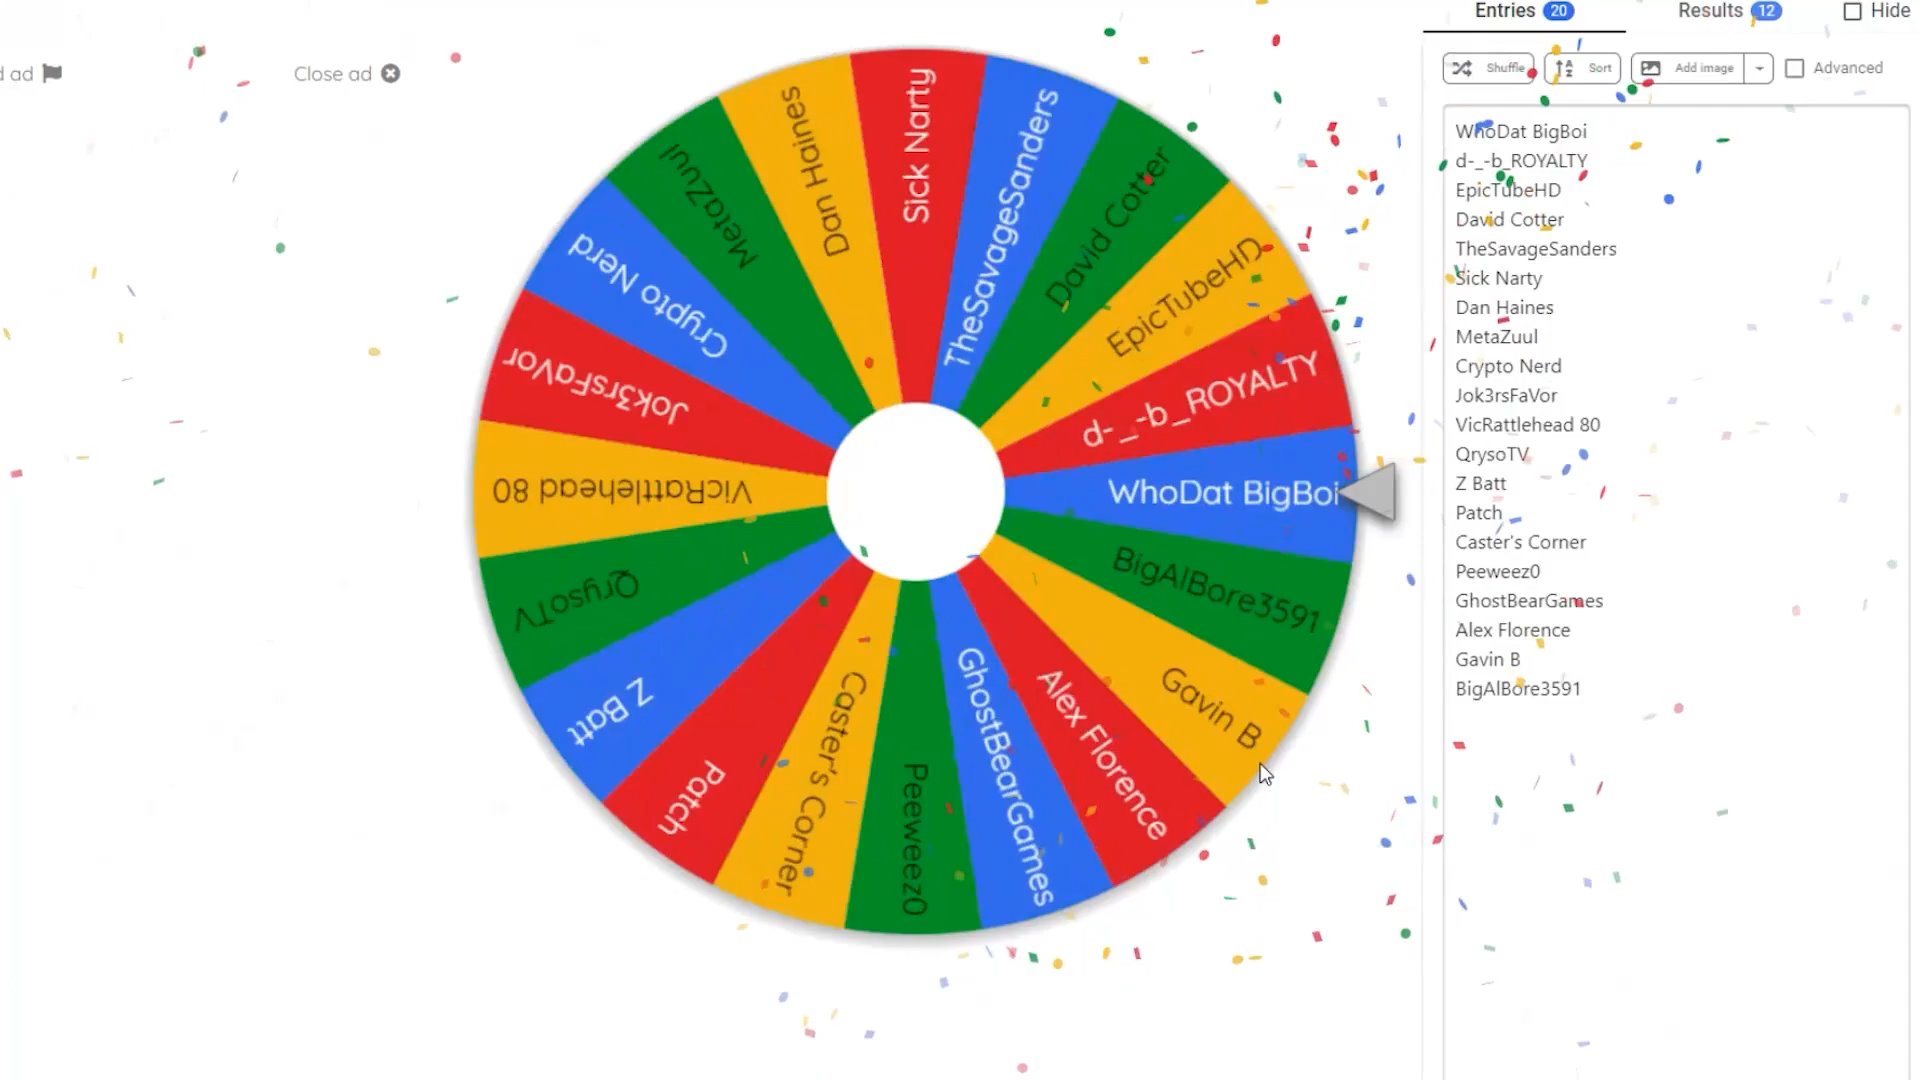 d ad
Close ad
Entries 20
Results 12
Hide
Shuffle
Sort
Add image
Advanced
Sick Narty
TheSavageSanders
David Cotter
EpicTubeHD
d-_-b_ROYALTY
WhoDat BigBoi
BigAlBore3591
Gavin B
Alex Florence
GhostBearGames
Peeweez0
Caster's Corner
Patch
Z Batt
QrysoTV
VicRattlehead 80
Jok3rsFaVor
Crypto Nerd
MetaZuul
Dan Haines
WhoDat BigBoi
d-_-b_ROYALTY
EpicTubeHD
David Cotter
TheSavageSanders
Sick Narty
Dan Haines
MetaZuul
Crypto Nerd
Jok3rsFaVor
VicRattlehead 80
QrysoTV
Z Batt
Patch
Caster's Corner
Peeweez0
GhostBearGames
Alex Florence
Gavin B
BigAlBore3591